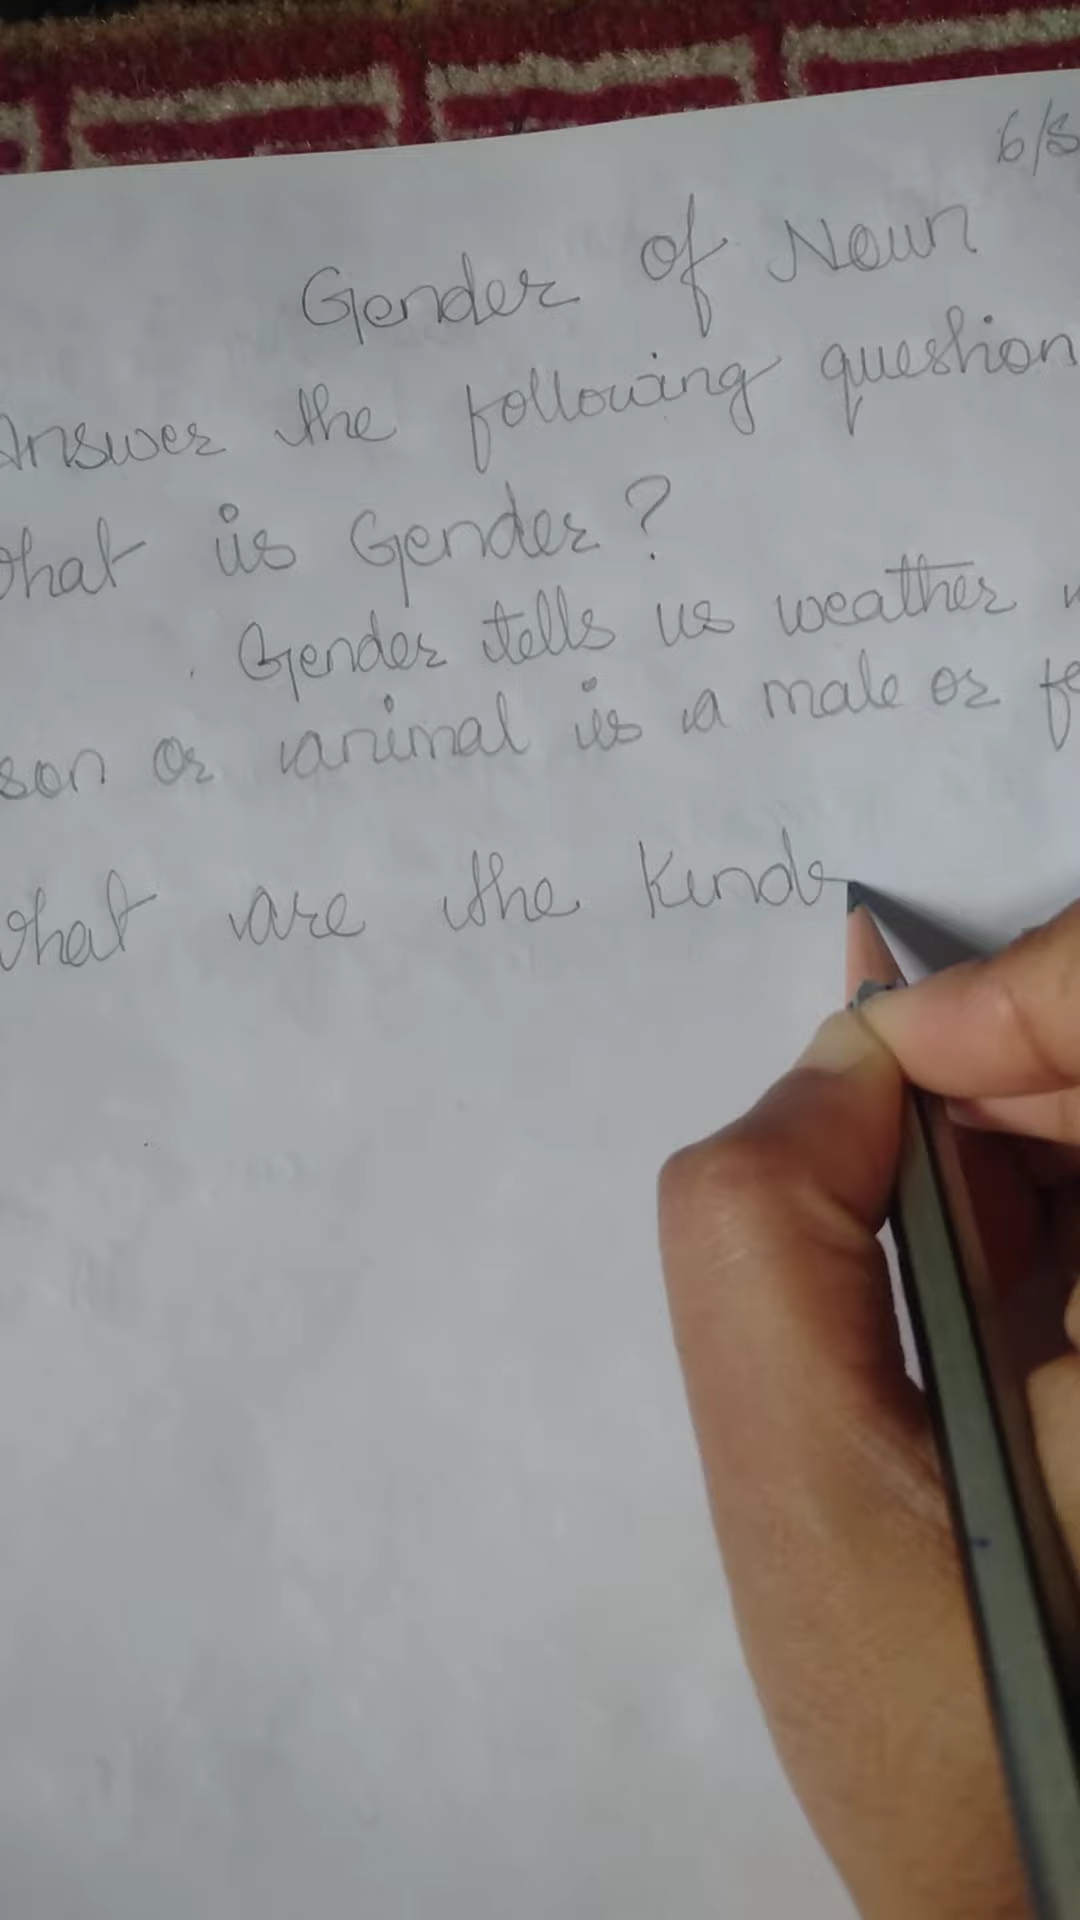 6/8
Gender of Noun
Answer the following question
What is Gender?
Gender tells us weather
son or animal is a male or fe
What are the Kinds